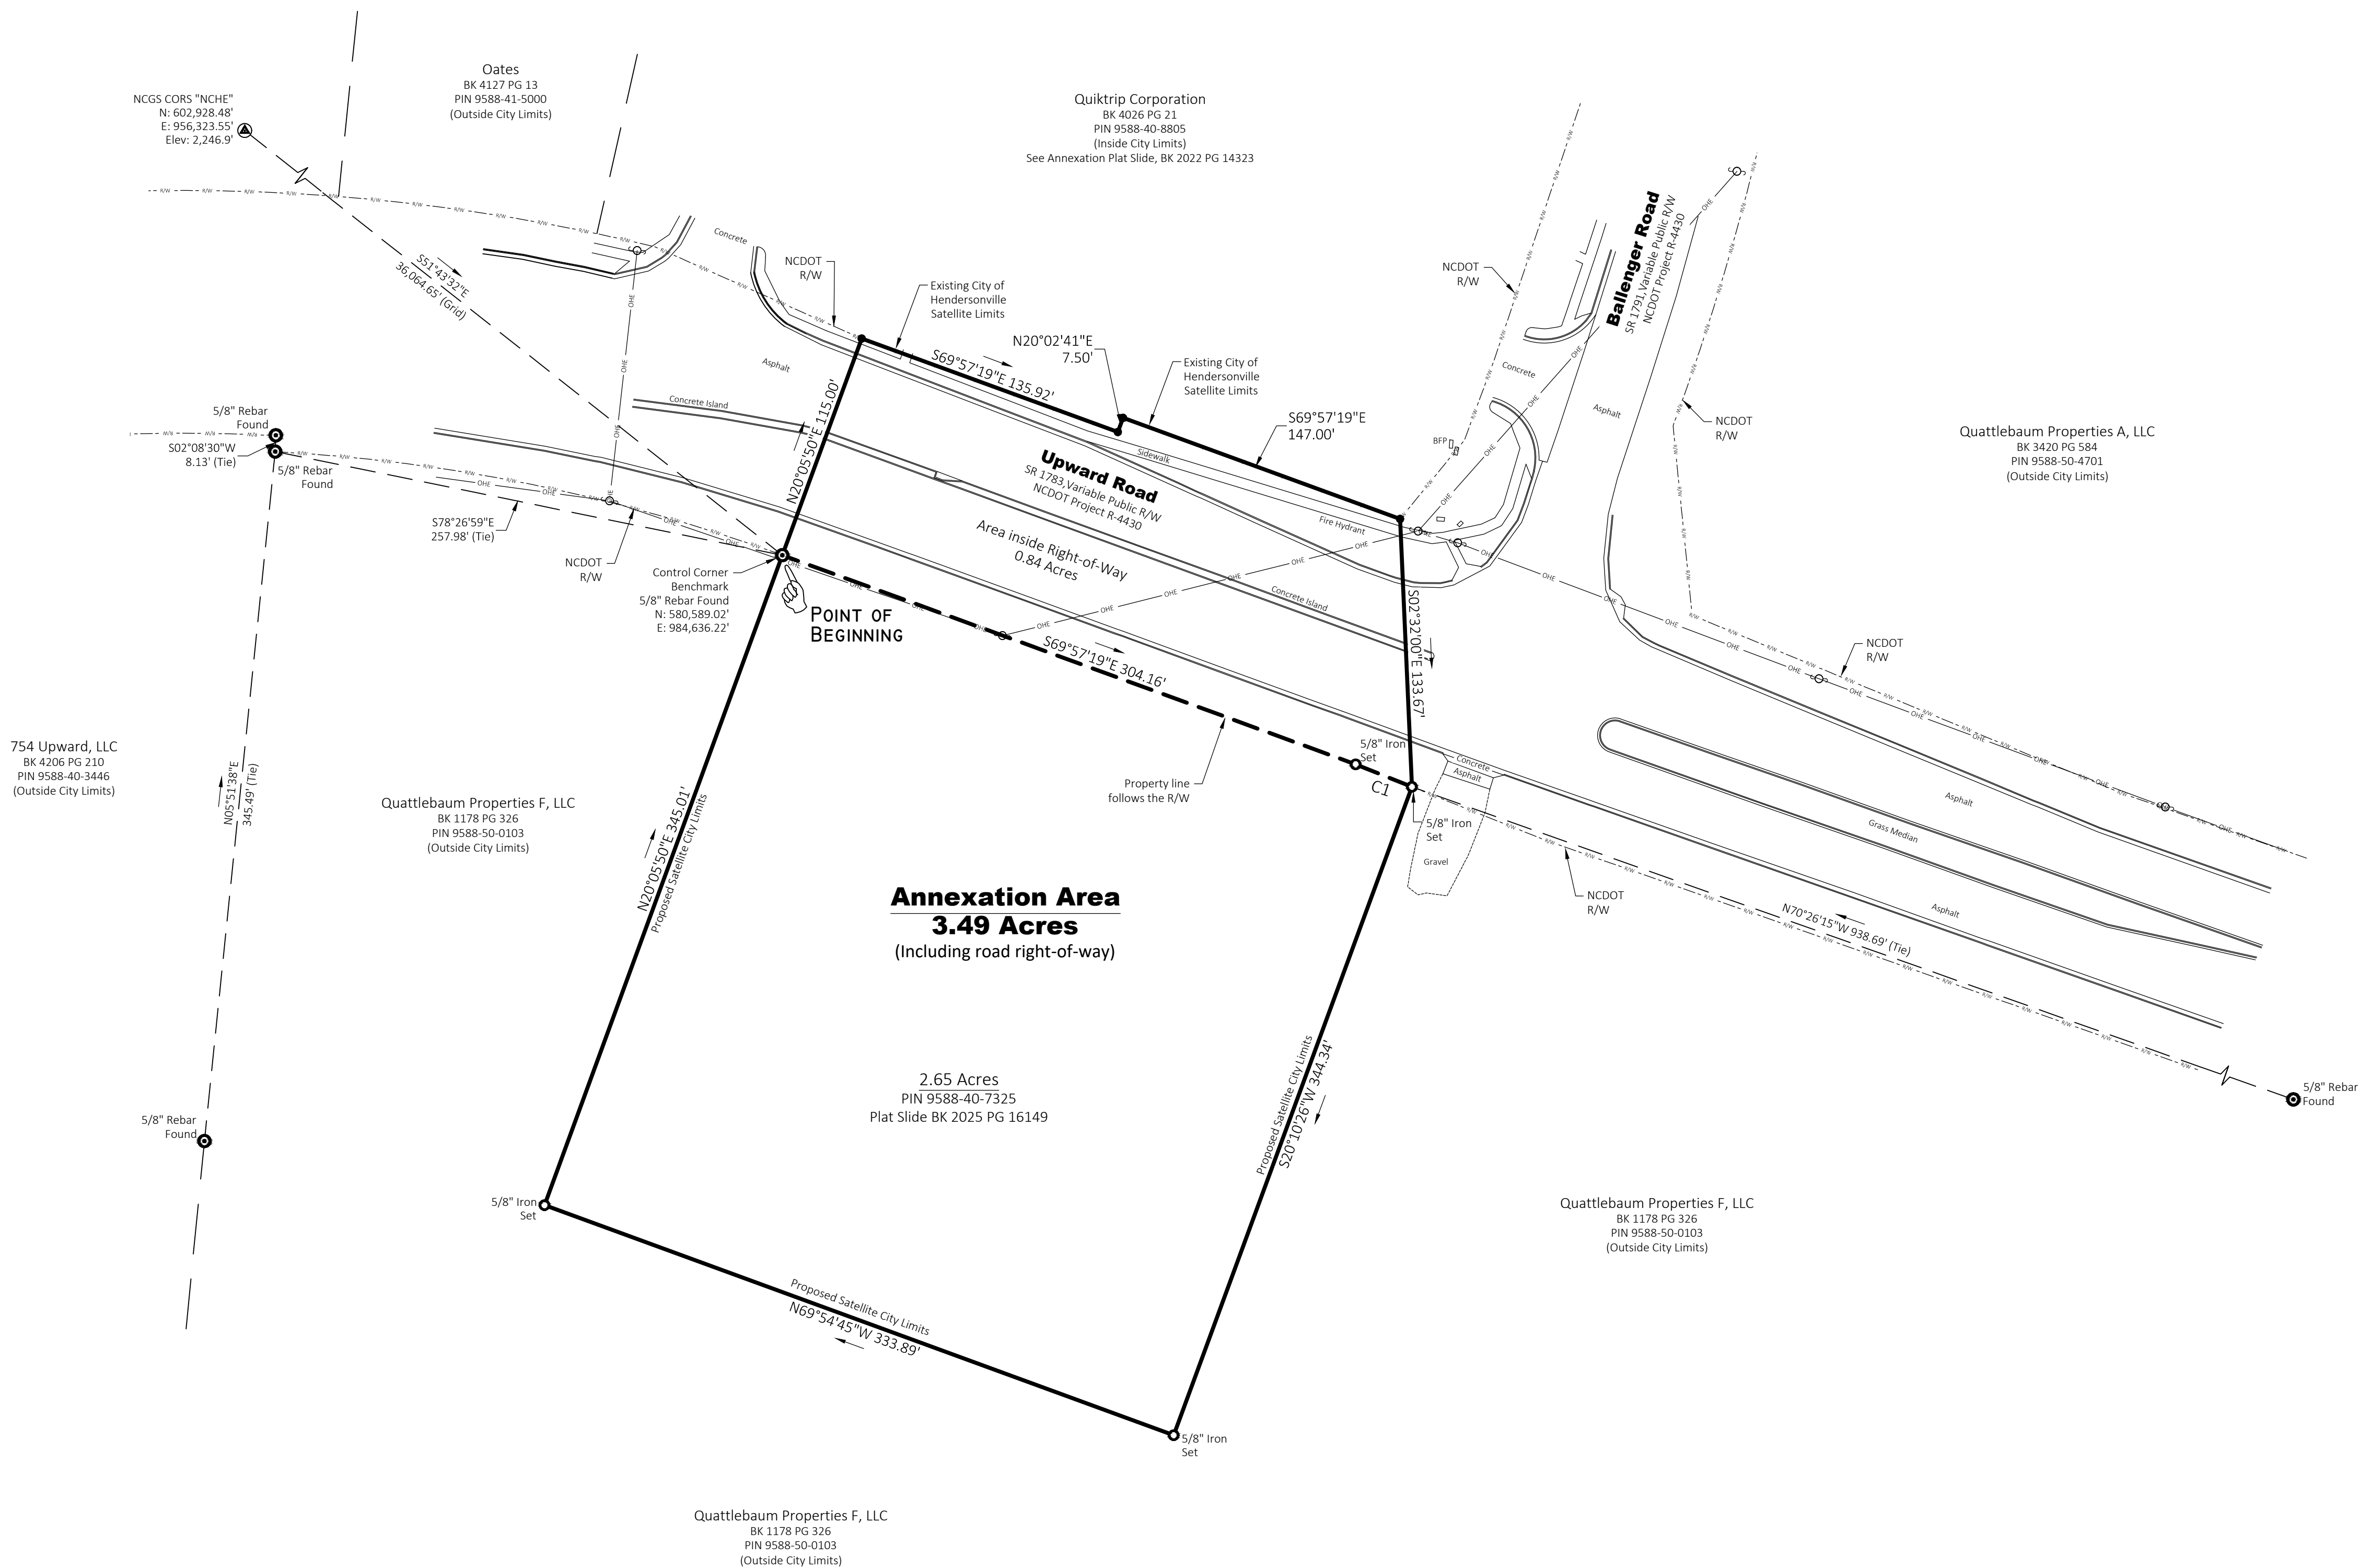 Oates
BK 4127 PG 13
PIN 9588-41-5000
(Outside City Limits)
NCGS CORS "NCHE"
N: 602,928.48'
E: 956,323.55'
Elev: 2,246.9'
Quiktrip Corporation
BK 4026 PG 21
PIN 9588-40-8805
(Inside City Limits)
See Annexation Plat Slide, BK 2022 PG 14323
S51°43'32"E
36,064.65' (Grid)
Concrete
NCDOT
R/W
Existing City of
Hendersonville
Satellite Limits
NCDOT
R/W
Ballenger Road
SR 1791,Variable Public R/W
NCDOT Project R-4430
N20°02'41"E
7.50'
Existing City of
Hendersonville
Satellite Limits
S69°57'19"E 135.92'
Asphalt
Concrete
Asphalt
Concrete Island
N20°05'50"E 115.00'
S69°57'19"E
147.00'
NCDOT
R/W
5/8" Rebar
Found
S02°08'30"W
8.13' (Tie)
5/8" Rebar
Found
BFP
Sidewalk
Upward Road
SR 1783,Variable Public R/W
NCDOT Project R-4430
Quattlebaum Properties A, LLC
BK 3420 PG 584
PIN 9588-50-4701
(Outside City Limits)
S78°26'59"E
257.98' (Tie)
Fire Hydrant
Area inside Right-of-Way
0.84 Acres
NCDOT
R/W
Control Corner
Benchmark
5/8" Rebar Found
N: 580,589.02'
E: 984,636.22'
Point of
Beginning
Concrete Island
S69°57'19"E 304.16'
S02°32'00"E 133.67'
NCDOT
R/W
754 Upward, LLC
BK 4206 PG 210
PIN 9588-40-3446
(Outside City Limits)
N05°51'38"E
345.49' (Tie)
Quattlebaum Properties F, LLC
BK 1178 PG 326
PIN 9588-50-0103
(Outside City Limits)
N20°05'50"E 345.01'
Proposed Satellite City Limits
5/8" Iron
Set
Property line
follows the R/W
C1
Concrete
Asphalt
5/8" Iron
Set
Gravel
Asphalt
Grass Median
NCDOT
R/W
Asphalt
N70°26'15"W 938.69' (Tie)
Annexation Area
3.49 Acres
(Including road right-of-way)
2.65 Acres
PIN 9588-40-7325
Plat Slide BK 2025 PG 16149
Proposed Satellite City Limits
S20°10'26"W 344.34'
5/8" Rebar
Found
5/8" Rebar
Found
5/8" Iron
Set
Quattlebaum Properties F, LLC
BK 1178 PG 326
PIN 9588-50-0103
(Outside City Limits)
Proposed Satellite City Limits
N69°54'45"W 333.89'
5/8" Iron
Set
Quattlebaum Properties F, LLC
BK 1178 PG 326
PIN 9588-50-0103
(Outside City Limits)